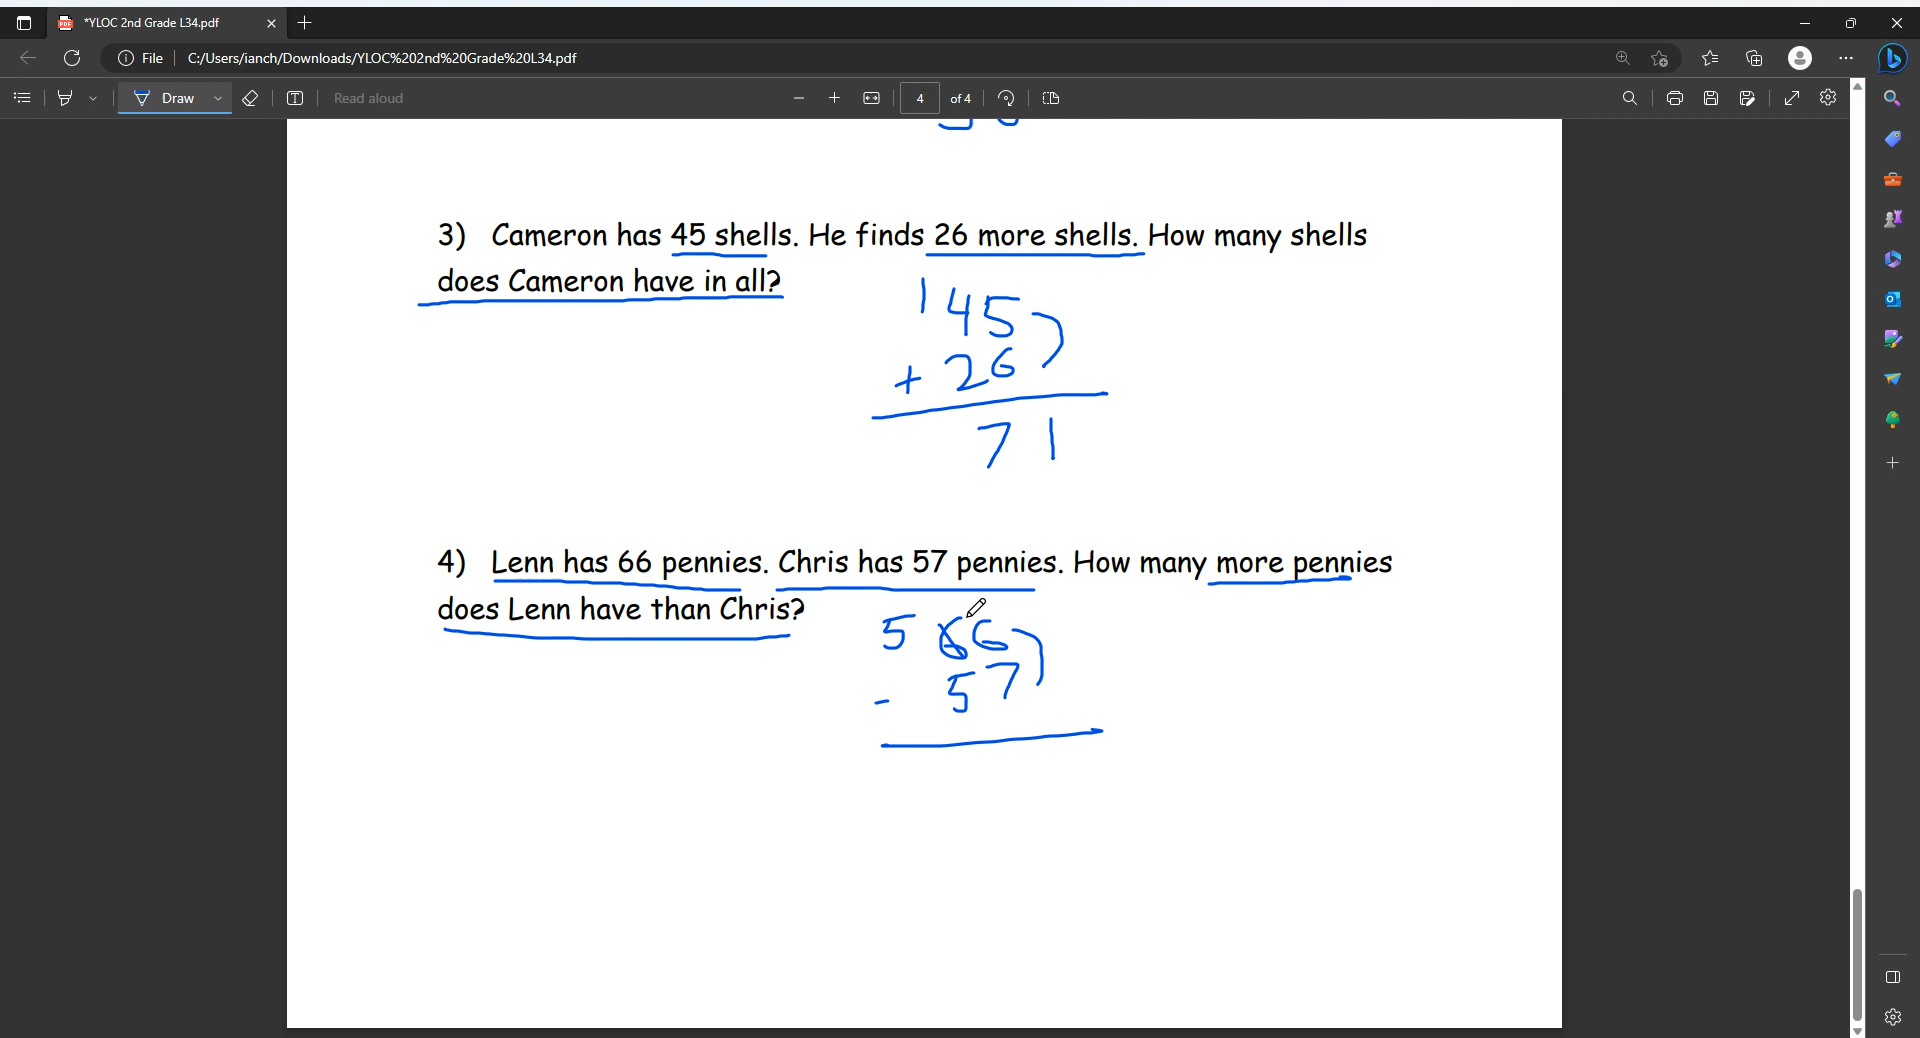 *YLOC 2nd Grade L34.pdf
File C:/Users/ianch/Downloads/YLOC%202nd%20Grade%20L34.pdf
Draw Read aloud 4 of 4
3) Cameron has 45 shells. He finds 26 more shells. How many shells
does Cameron have in all?
1 45
+ 26
71
4) Lenn has 66 pennies. Chris has 57 pennies. How many more pennies
does Lenn have than Chris?
5 66
- 57